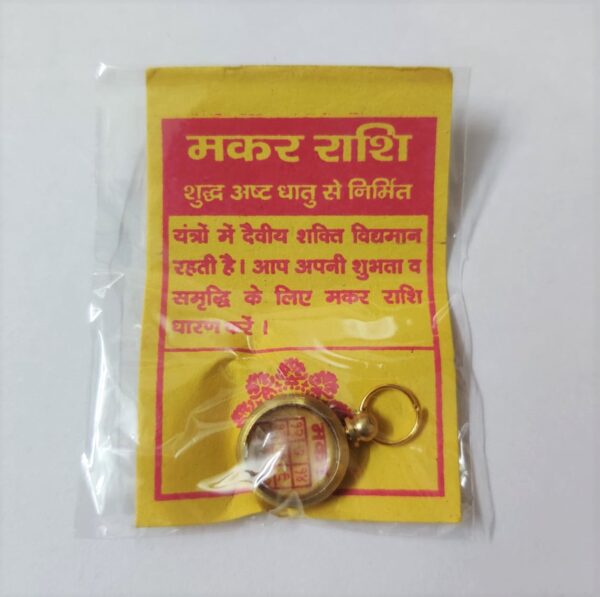 मकर राशि
शुद्ध अष्ट धातु से निर्मित
यंत्रों में दैवीय शक्ति विद्यमान
रहती है। आप अपनी शुभता व
समृद्धि के लिए मकर राशि
धारण करें ।